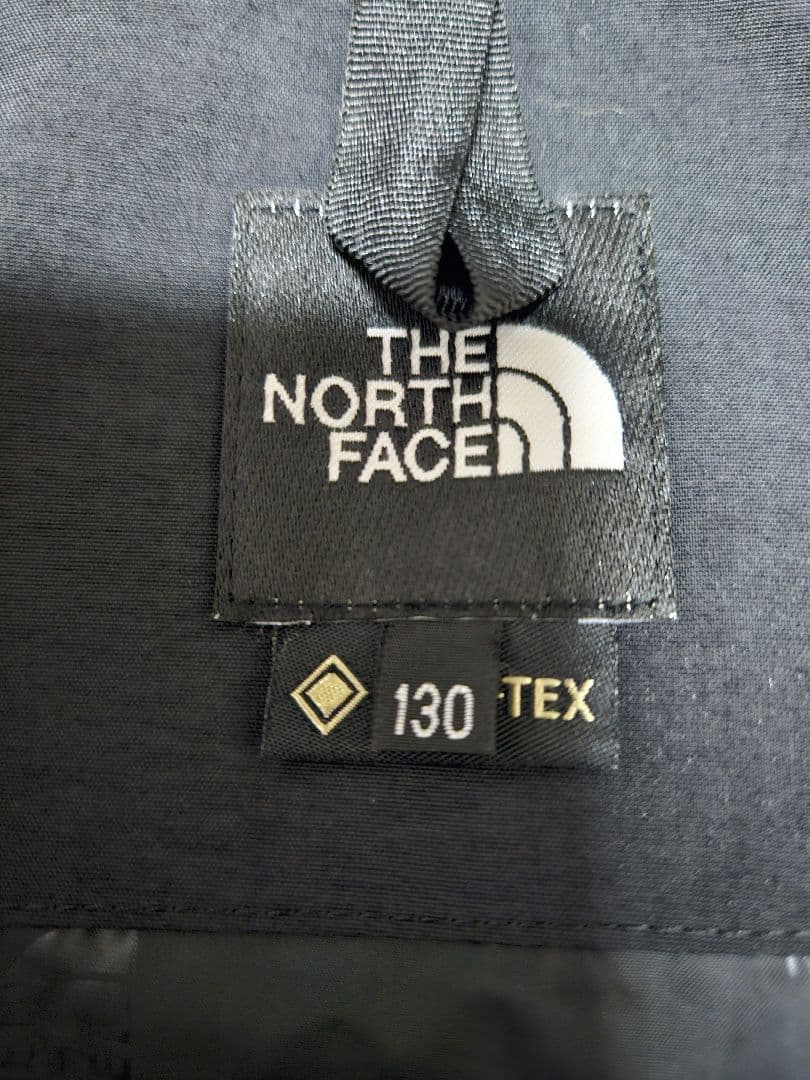 THE
NORTH
FACE
130 -TEX